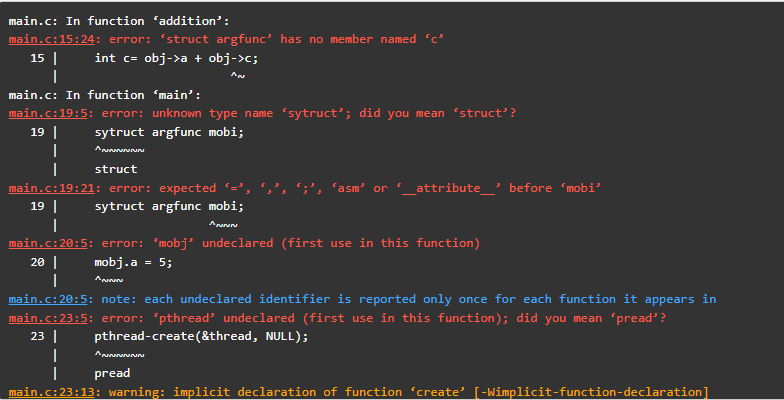 main.c: In function ‘addition’:
main.c:15:24: error: ‘struct argfunc’ has no member named ‘c’
   15 |     int c= obj->a + obj->c;
      |                        ^~
main.c: In function ‘main’:
main.c:19:5: error: unknown type name ‘sytruct’; did you mean ‘struct’?
   19 |     sytruct argfunc mobi;
      |     ^~~~~~~
      |     struct
main.c:19:21: error: expected ‘=’, ‘,’, ‘;’, ‘asm’ or ‘__attribute__’ before ‘mobi’
   19 |     sytruct argfunc mobi;
      |                     ^~~~
main.c:20:5: error: ‘mobj’ undeclared (first use in this function)
   20 |     mobj.a = 5;
      |     ^~~~
main.c:20:5: note: each undeclared identifier is reported only once for each function it appears in
main.c:23:5: error: ‘pthread’ undeclared (first use in this function); did you mean ‘pread’?
   23 |     pthread-create(&thread, NULL);
      |     ^~~~~~~
      |     pread
main.c:23:13: warning: implicit declaration of function ‘create’ [-Wimplicit-function-declaration]